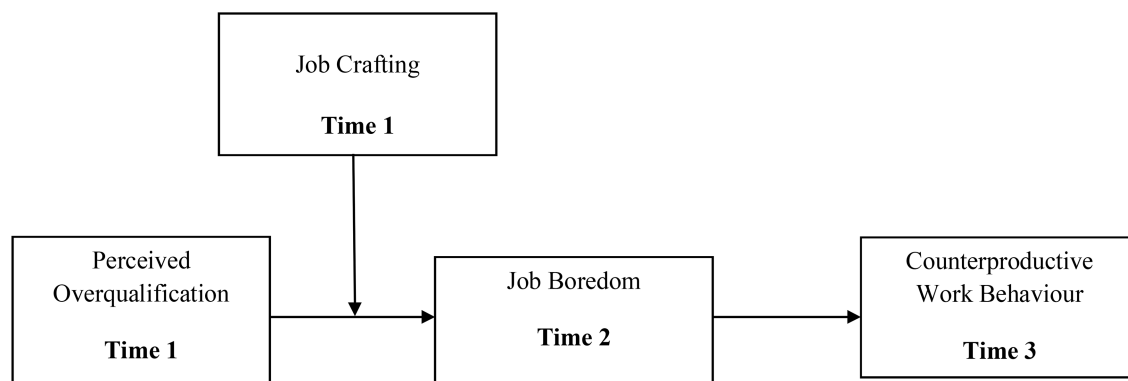 Job Crafting
Time 1
Perceived
Overqualification
Time 1
Job Boredom
Time 2
Counterproductive
Work Behaviour
Time 3